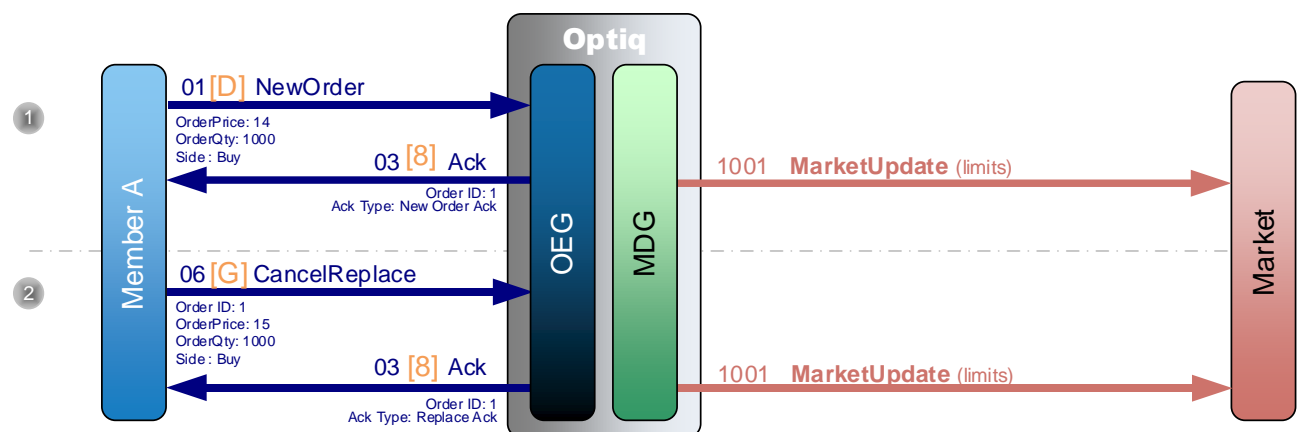 Optiq
1
01 [D] NewOrder
OrderPrice: 14
OrderQty: 1000
Side : Buy
03 [8] Ack
Order ID: 1
Ack Type: New Order Ack
1001 MarketUpdate (limits)
Member A
OEG
MDG
Market
2
06 [G] CancelReplace
Order ID: 1
OrderPrice: 15
OrderQty: 1000
Side : Buy
03 [8] Ack
Order ID: 1
Ack Type: Replace Ack
1001 MarketUpdate (limits)